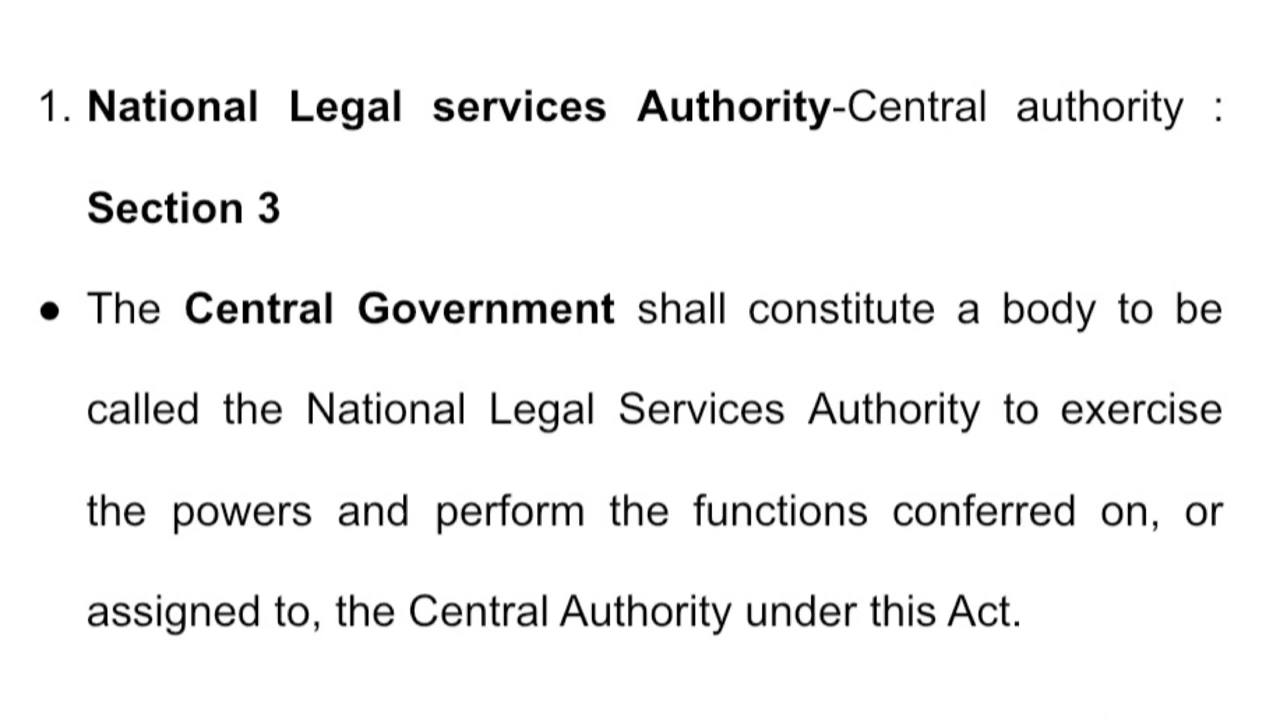 1. National Legal services Authority-Central authority :
Section 3
● The Central Government shall constitute a body to be
called the National Legal Services Authority to exercise
the powers and perform the functions conferred on, or
assigned to, the Central Authority under this Act.